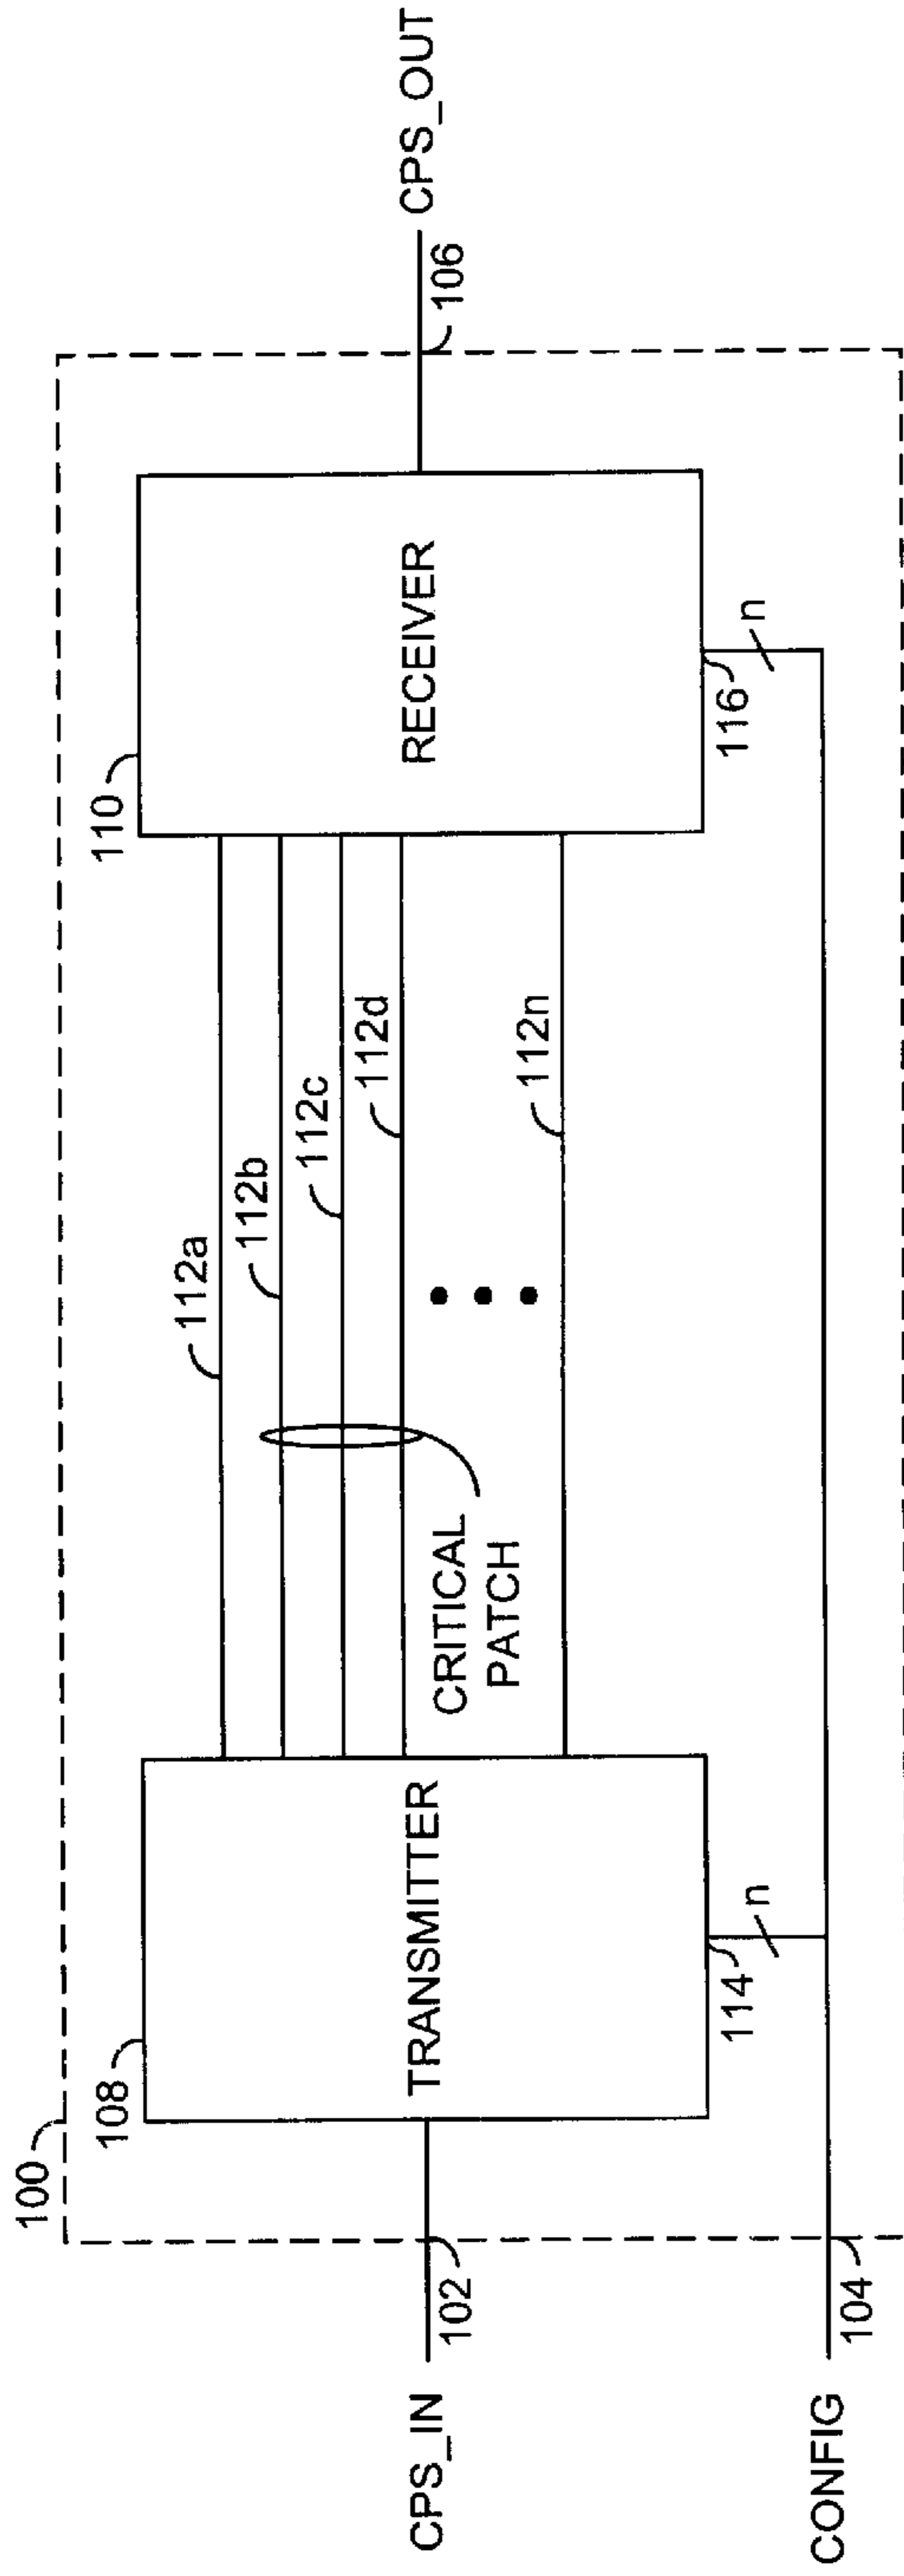 100
108
110
112a
112b
112c
112d
112n
CRITICAL
PATCH
TRANSMITTER
RECEIVER
CPS_IN
102
106
CPS_OUT
114
n
116
n
CONFIG
104